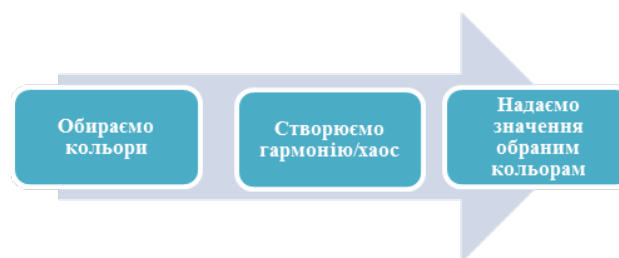 Обираємо
кольори
Створюємо
гармонію/хаос
Надаємо
значення
обраним
кольорам